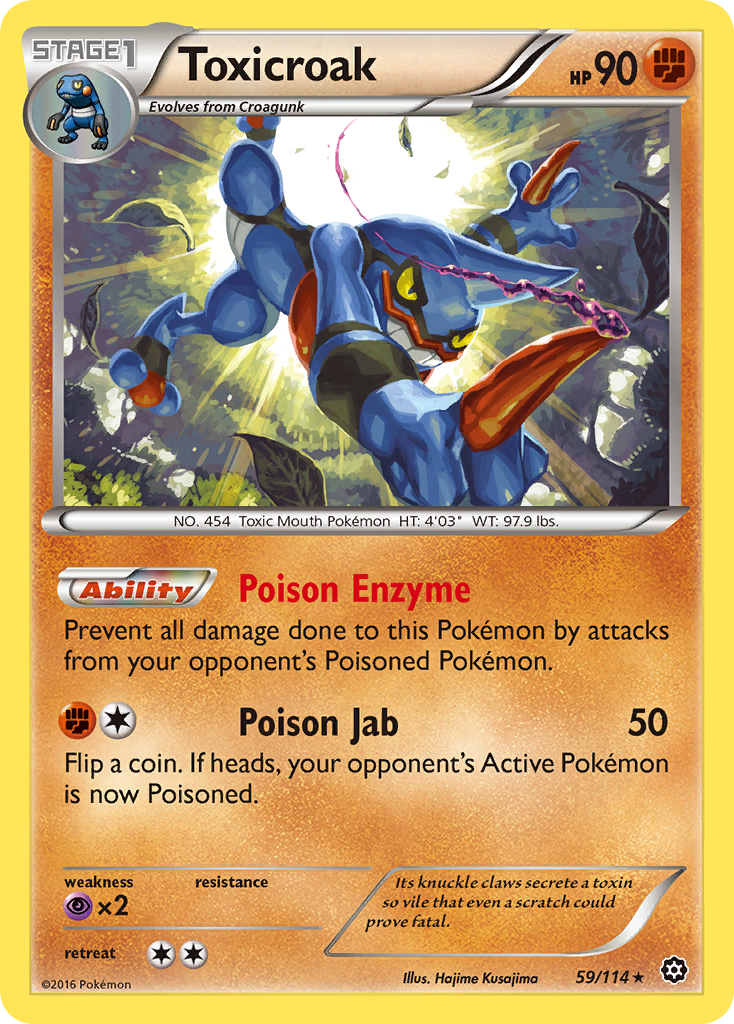 STAGE1
Toxicroak
HP 90
Evolves from Croagunk
NO. 454 Toxic Mouth Pokémon HT: 4'03" WT: 97.9 lbs.
Ability Poison Enzyme
Prevent all damage done to this Pokémon by attacks
from your opponent's Poisoned Pokémon.
Poison Jab 50
Flip a coin. If heads, your opponent's Active Pokémon
is now Poisoned.
weakness resistance
×2
Its knuckle claws secrete a toxin
so vile that even a scratch could
prove fatal.
retreat
©2016 Pokémon
Illus. Hajime Kusajima
59/114 ★